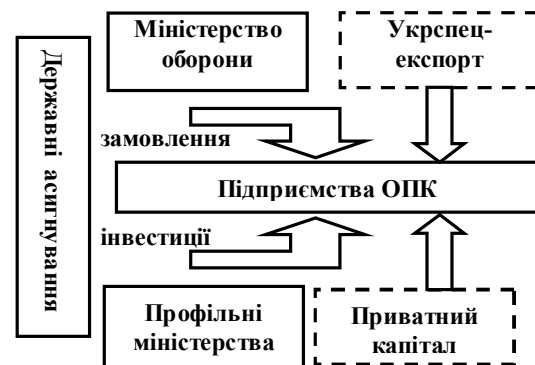 Державні асигнування
Міністерство
оборони
Укрспец-
експорт
замовлення
Підприємства ОПК
інвестиції
Профільні
міністерства
Приватний
капітал